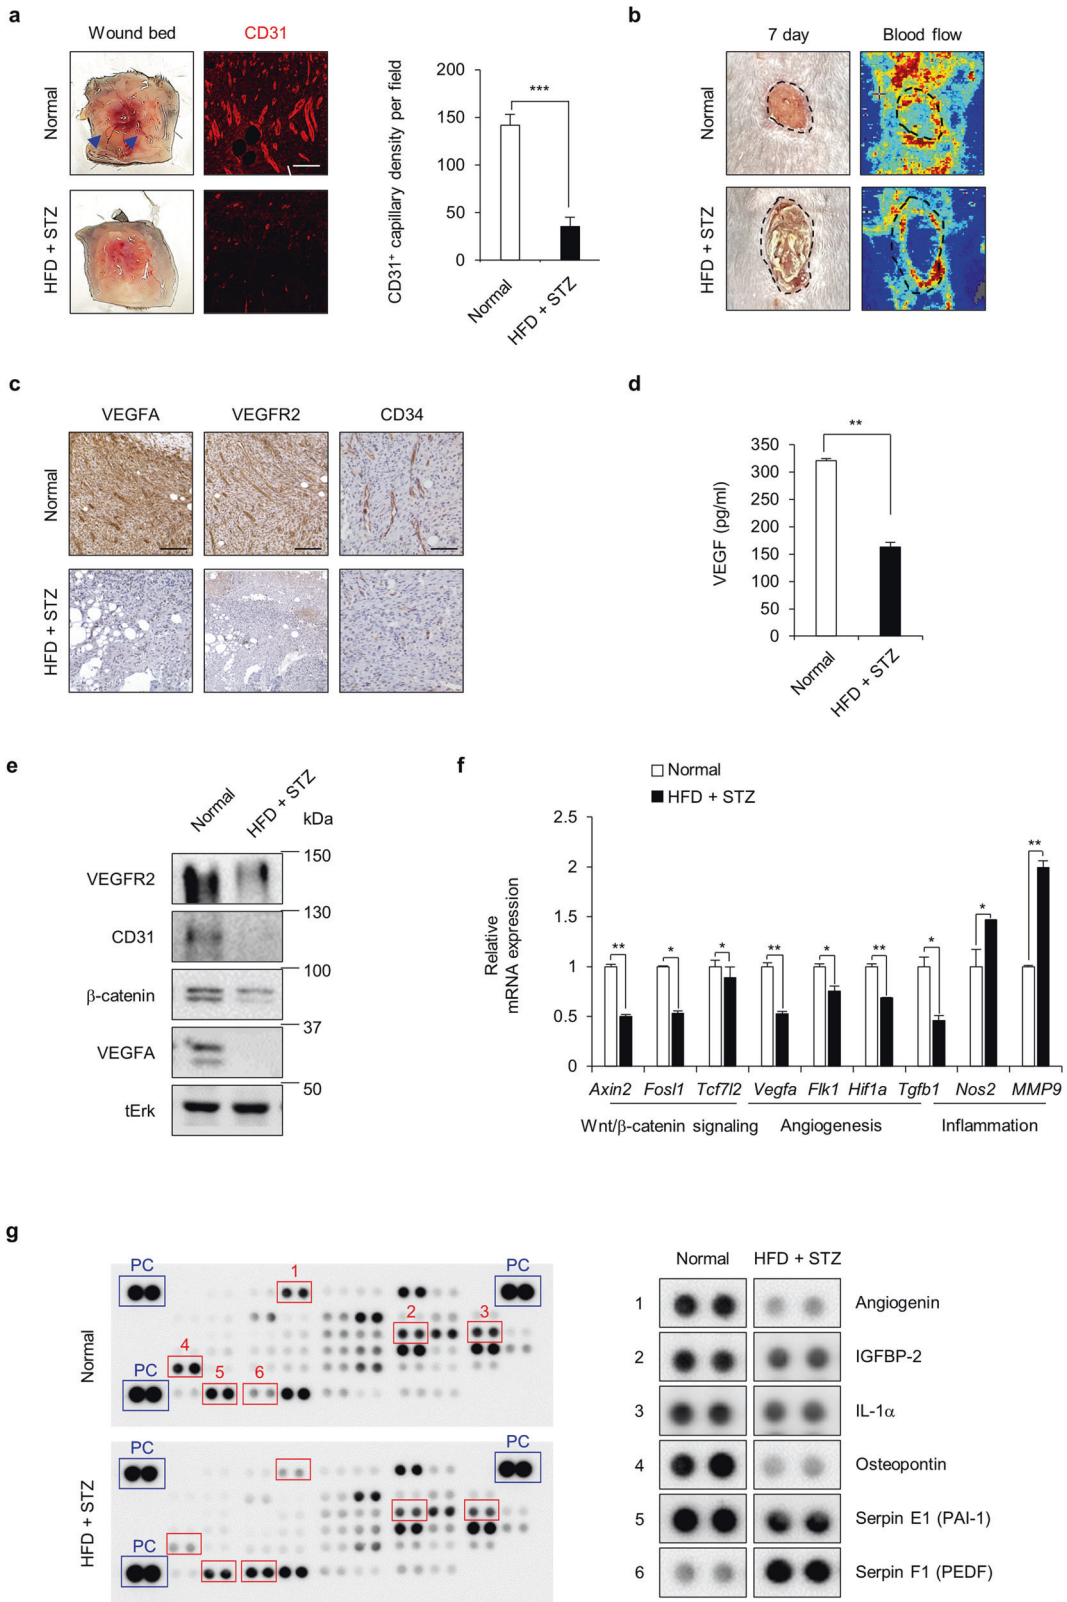 a
Wound bed
CD31
Normal
HFD + STZ
CD31⁺ capillary density per field
200
150
100
50
0
***
Normal
HFD + STZ
b
7 day
Blood flow
Normal
HFD + STZ
c
VEGFA
VEGFR2
CD34
Normal
HFD + STZ
d
VEGF (pg/ml)
350
300
250
200
150
100
50
0
**
Normal
HFD + STZ
e
Normal
HFD + STZ
kDa
VEGFR2
150
CD31
130
β-catenin
100
VEGFA
37
tErk
50
f
Normal
HFD + STZ
Relative
mRNA expression
2.5
2
1.5
1
0.5
0
** * * ** * ** * * **
Axin2 Fosl1 Tcf7l2 Vegfa Flk1 Hif1a Tgfb1 Nos2 MMP9
Wnt/β-catenin signaling Angiogenesis Inflammation
g
Normal
PC
1
PC
2
3
4
PC
5
6
HFD + STZ
PC
PC
PC
Normal HFD + STZ
1 Angiogenin
2 IGFBP-2
3 IL-1α
4 Osteopontin
5 Serpin E1 (PAI-1)
6 Serpin F1 (PEDF)